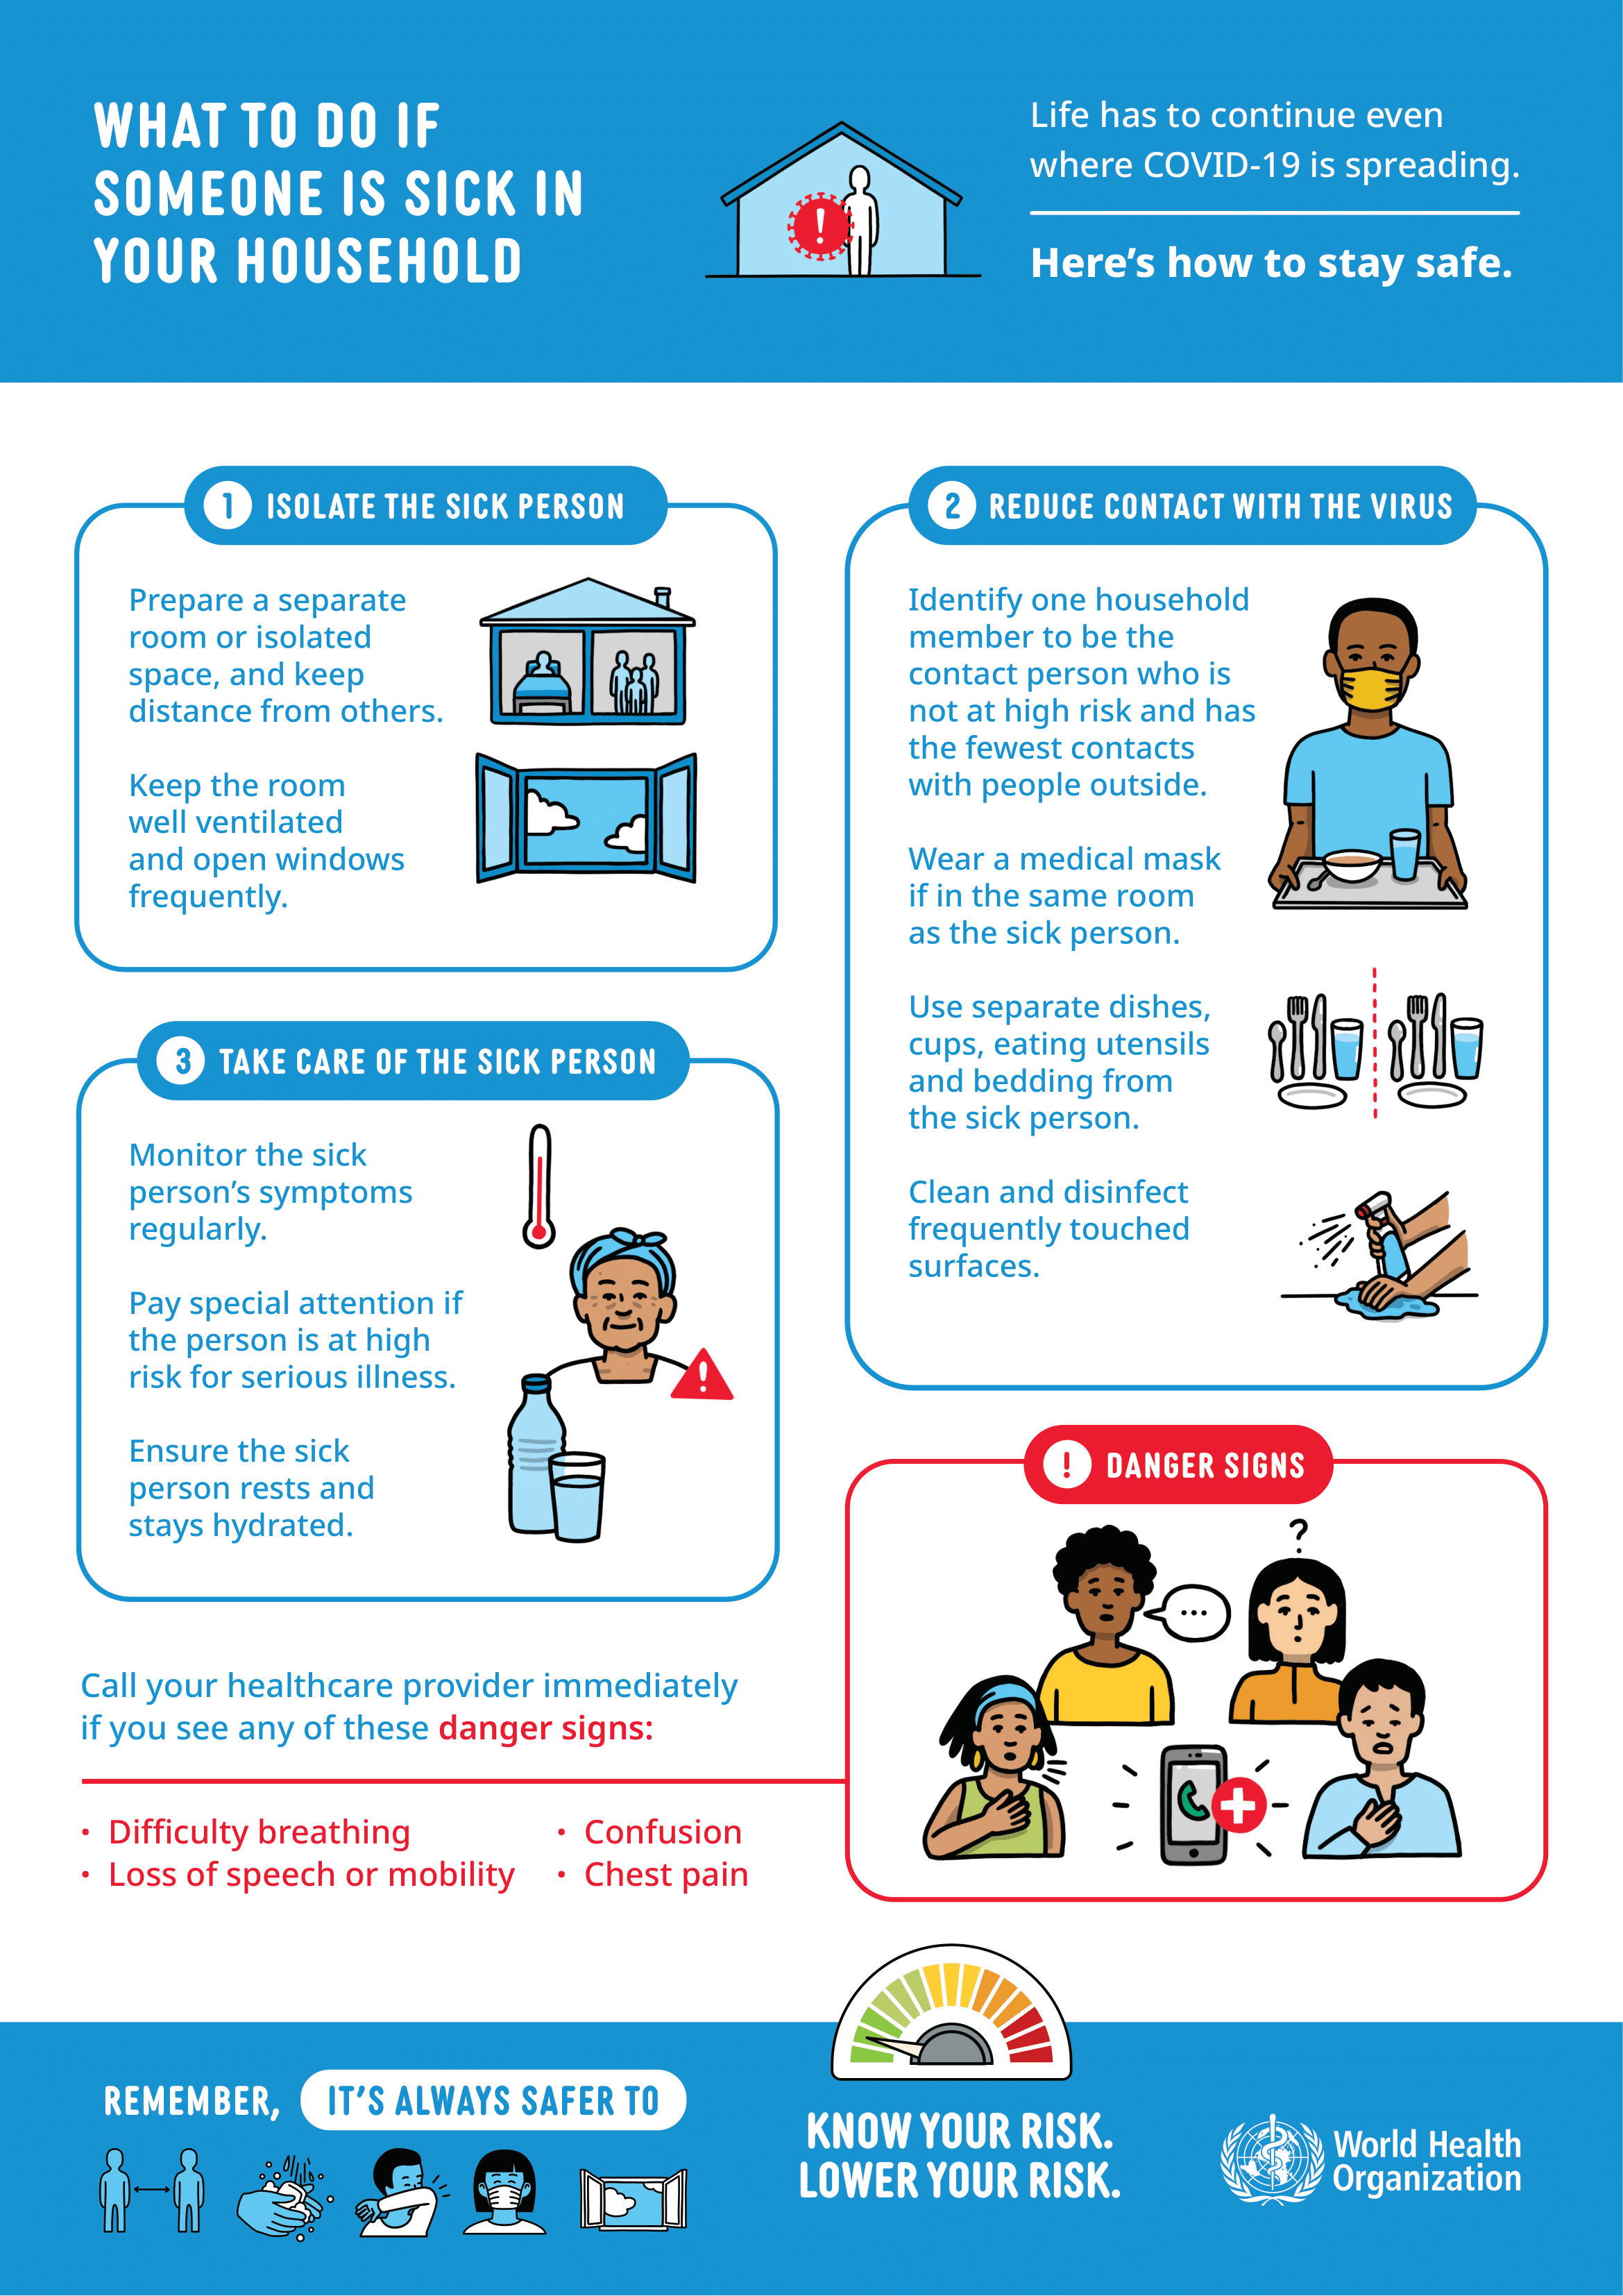 WHAT TO DO IF
SOMEONE IS SICK IN
YOUR HOUSEHOLD
Life has to continue even
where COVID-19 is spreading.
Here's how to stay safe.
1 ISOLATE THE SICK PERSON
Prepare a separate
room or isolated
space, and keep
distance from others.
Keep the room
well ventilated
and open windows
frequently.
2 REDUCE CONTACT WITH THE VIRUS
Identify one household
member to be the
contact person who is
not at high risk and has
the fewest contacts
with people outside.
Wear a medical mask
if in the same room
as the sick person.
Use separate dishes,
cups, eating utensils
and bedding from
the sick person.
Clean and disinfect
frequently touched
surfaces.
3 TAKE CARE OF THE SICK PERSON
Monitor the sick
person's symptoms
regularly.
Pay special attention if
the person is at high
risk for serious illness.
Ensure the sick
person rests and
stays hydrated.
! DANGER SIGNS
?
...
Call your healthcare provider immediately
if you see any of these danger signs:
• Difficulty breathing
• Loss of speech or mobility
• Confusion
• Chest pain
REMEMBER, IT'S ALWAYS SAFER TO
KNOW YOUR RISK.
LOWER YOUR RISK.
World Health
Organization